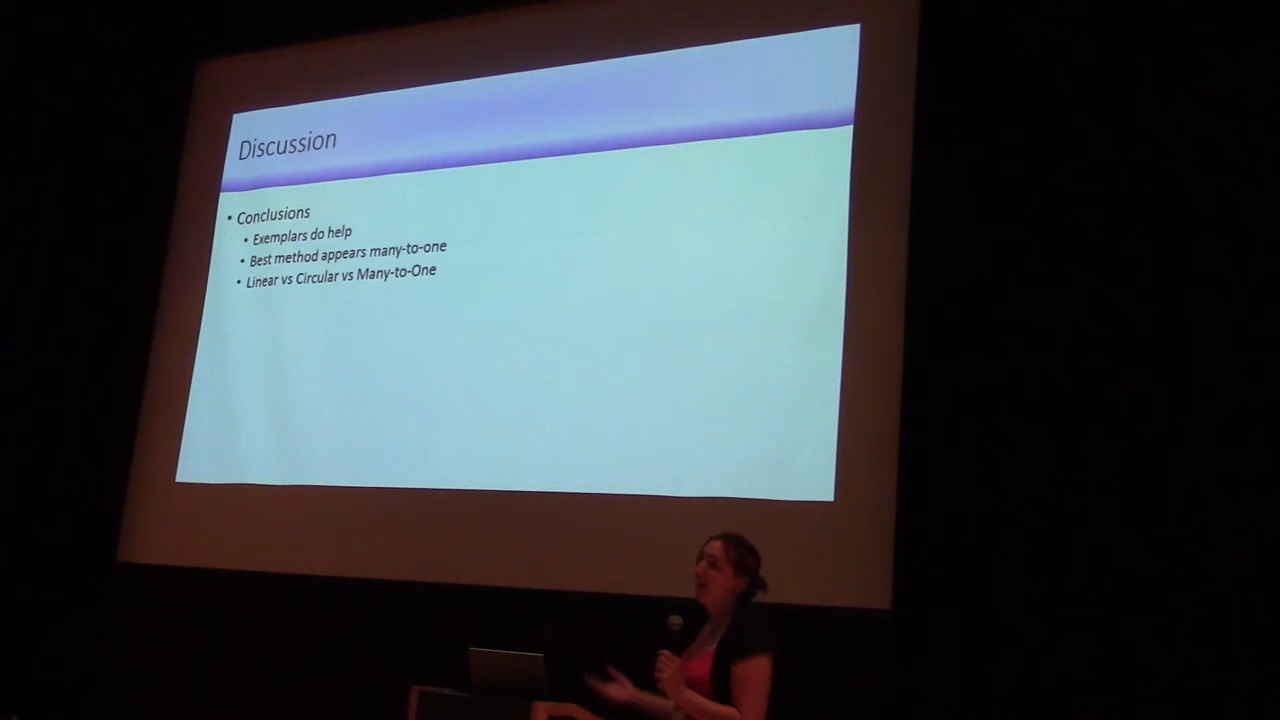 Discussion
• Conclusions
• Exemplars do help
• Best method appears many-to-one
• Linear vs Circular vs Many-to-One